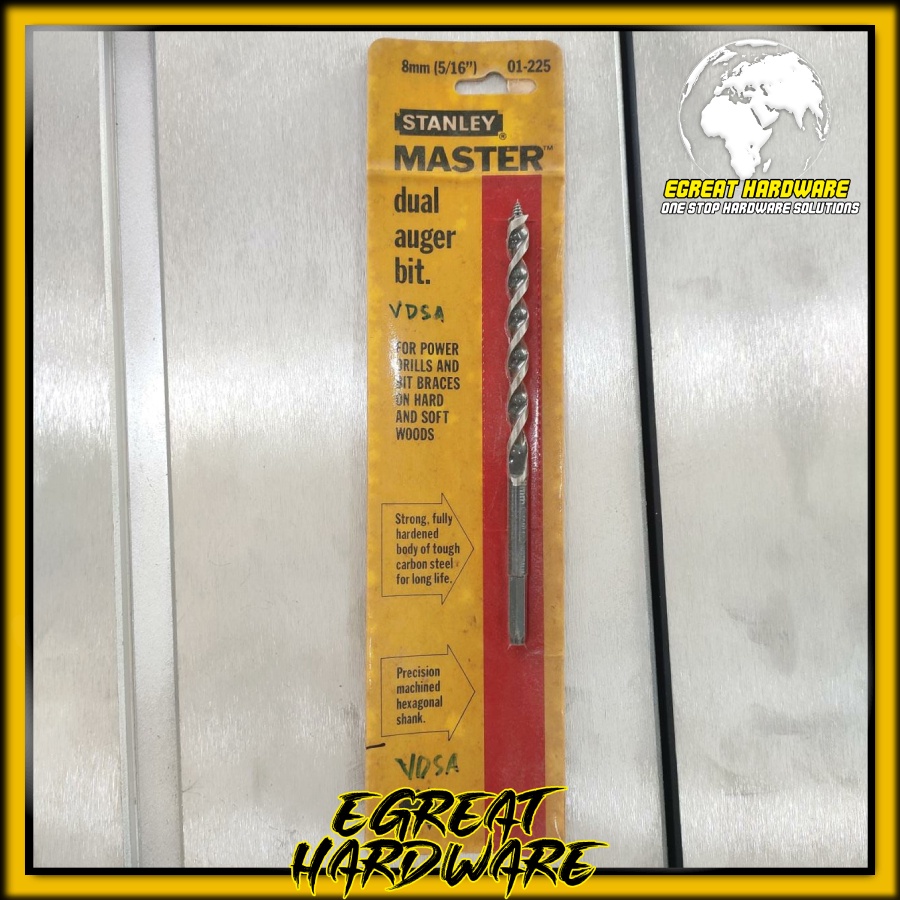 8mm (5/16") 01-225
STANLEY®
MASTER™
dual
auger
bit.
VDSA
FOR POWER
DRILLS AND
BIT BRACES
ON HARD
AND SOFT
WOODS
Strong, fully
hardened
body of tough
carbon steel
for long life.
Precision
machined
hexagonal
shank.
VDSA
EGREAT HARDWARE
ONE STOP HARDWARE SOLUTIONS
EGREAT
HARDWARE